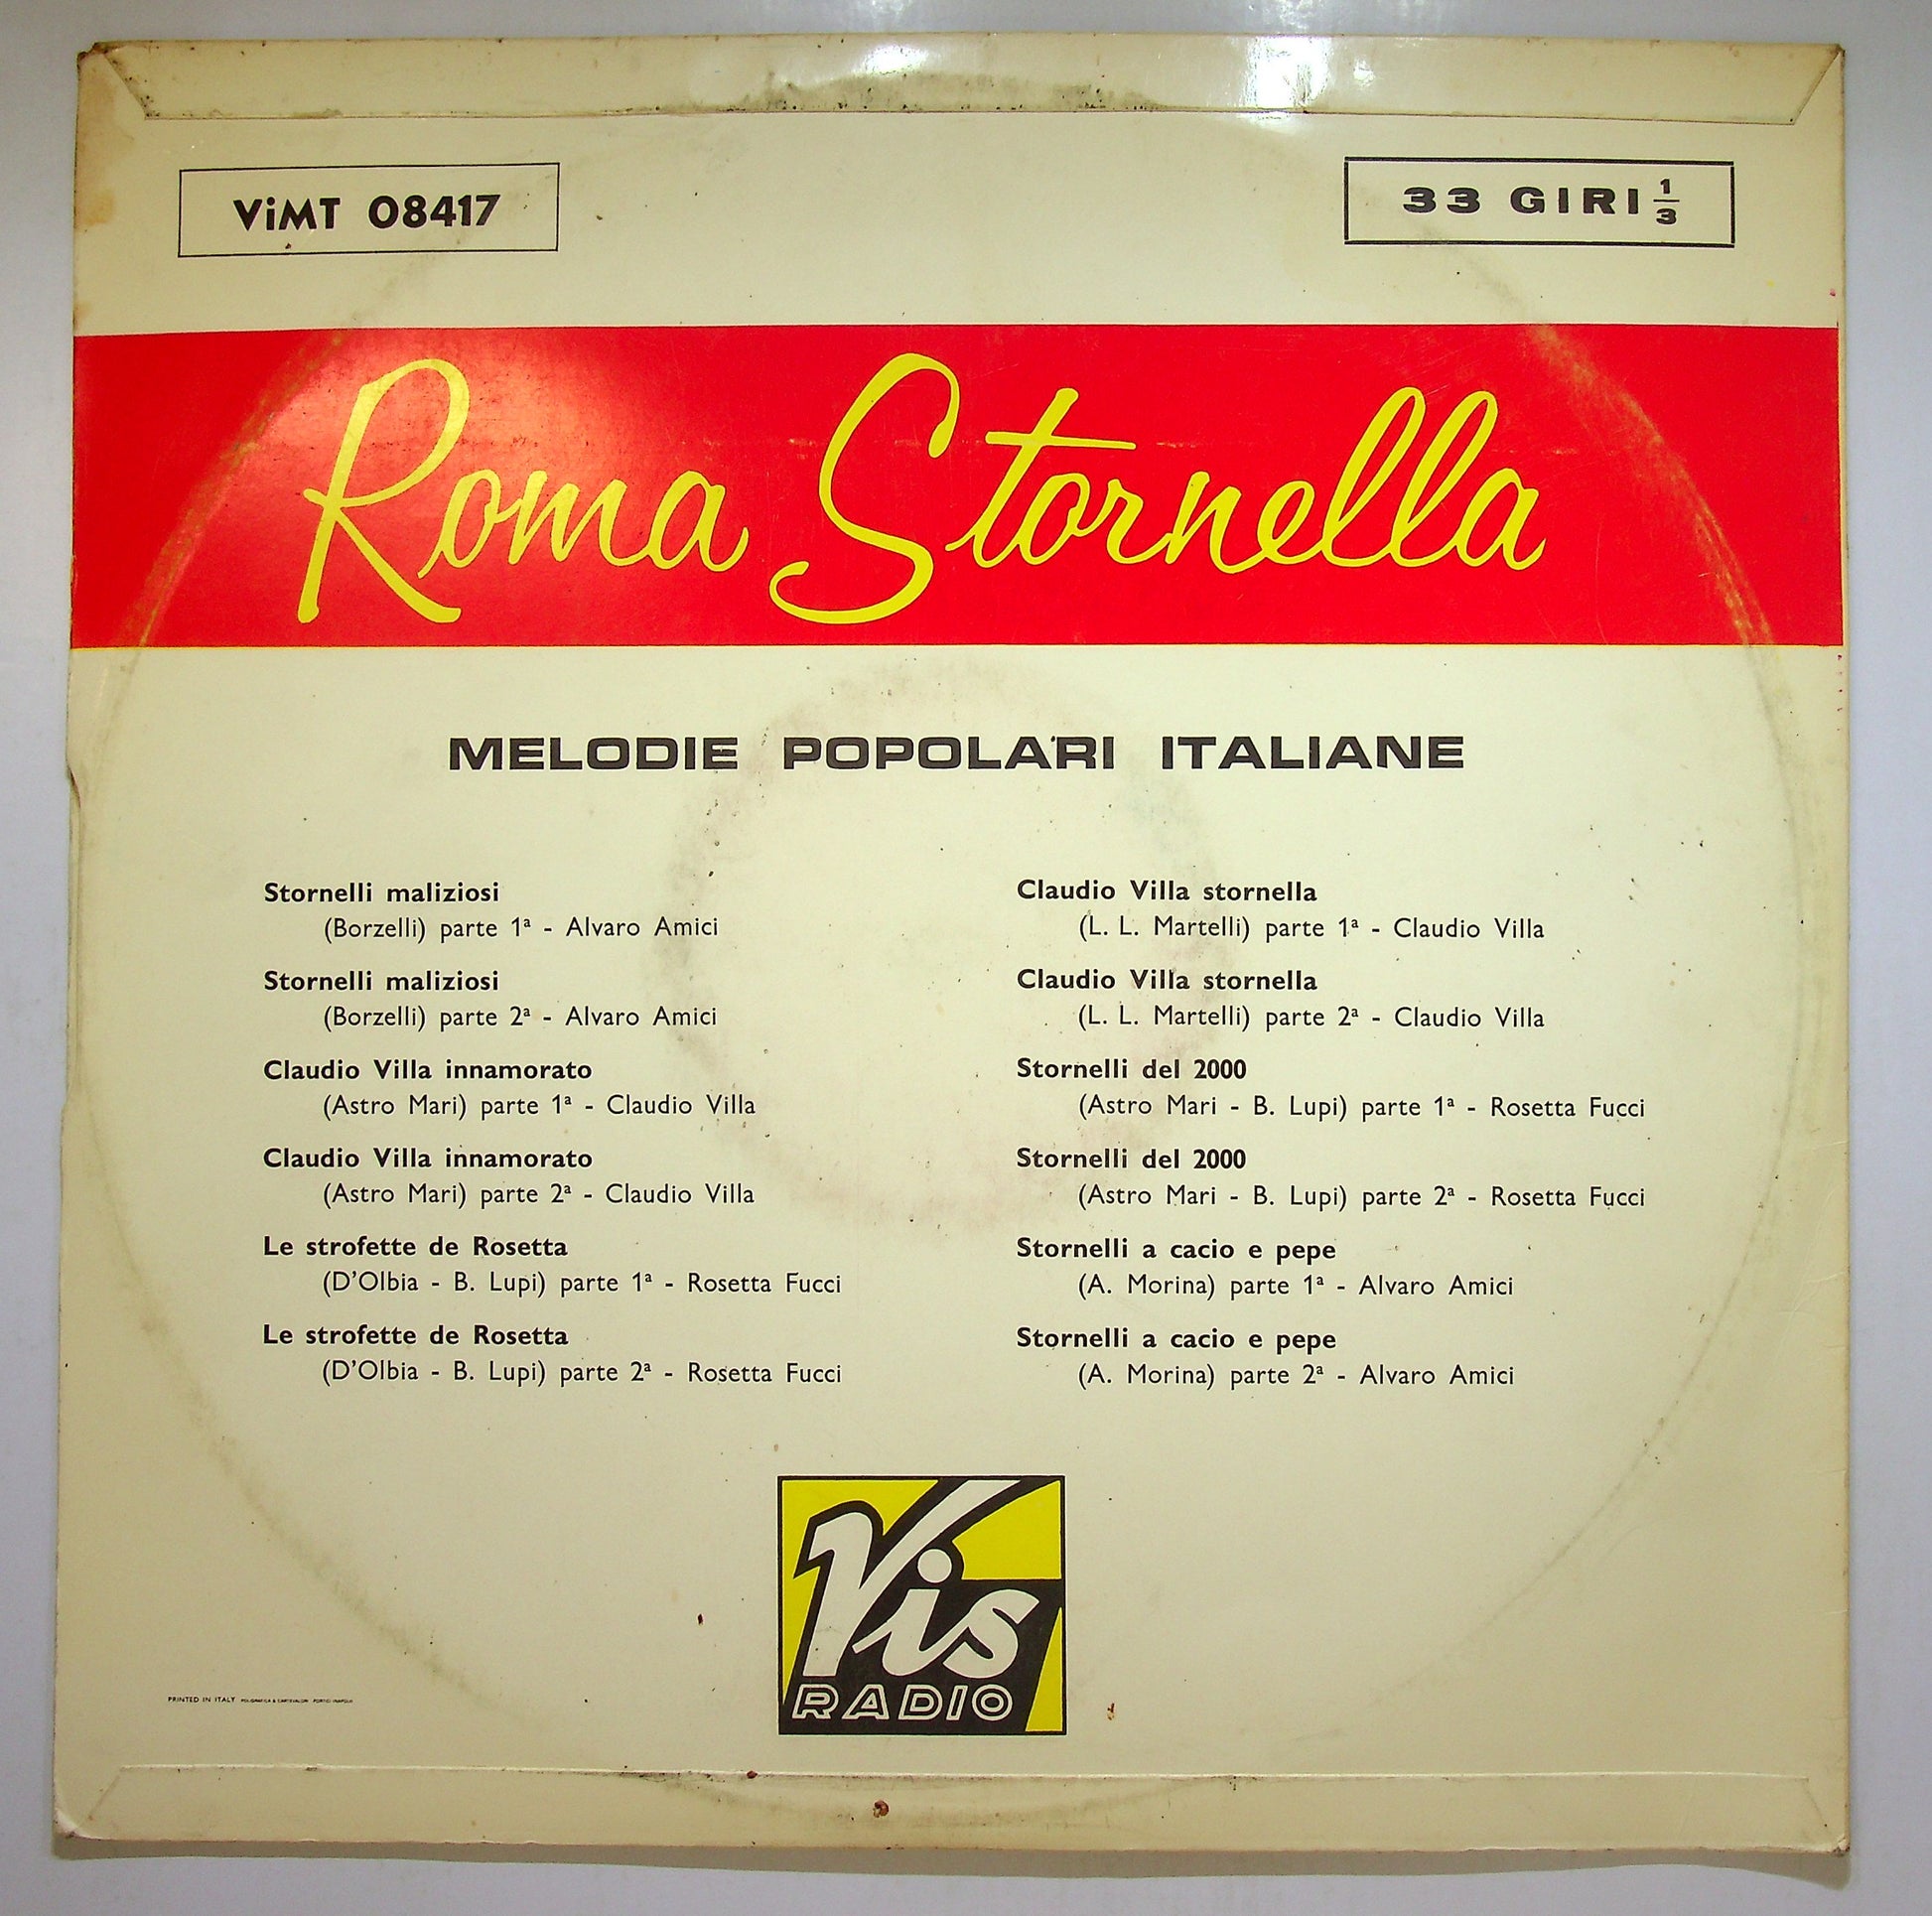 ViMT 08417
33 GIRI 1/3
Roma Stornella
MELODIE POPOLARI ITALIANE
Stornelli maliziosi
(Borzelli) parte 1ª - Alvaro Amici
Stornelli maliziosi
(Borzelli) parte 2ª - Alvaro Amici
Claudio Villa innamorato
(Astro Mari) parte 1ª - Claudio Villa
Claudio Villa innamorato
(Astro Mari) parte 2ª - Claudio Villa
Le strofette de Rosetta
(D'Olbia - B. Lupi) parte 1ª - Rosetta Fucci
Le strofette de Rosetta
(D'Olbia - B. Lupi) parte 2ª - Rosetta Fucci
Claudio Villa stornella
(L. L. Martelli) parte 1ª - Claudio Villa
Claudio Villa stornella
(L. L. Martelli) parte 2ª - Claudio Villa
Stornelli del 2000
(Astro Mari - B. Lupi) parte 1ª - Rosetta Fucci
Stornelli del 2000
(Astro Mari - B. Lupi) parte 2ª - Rosetta Fucci
Stornelli a cacio e pepe
(A. Morina) parte 1ª - Alvaro Amici
Stornelli a cacio e pepe
(A. Morina) parte 2ª - Alvaro Amici
Vis
RADIO
PRINTED IN ITALY